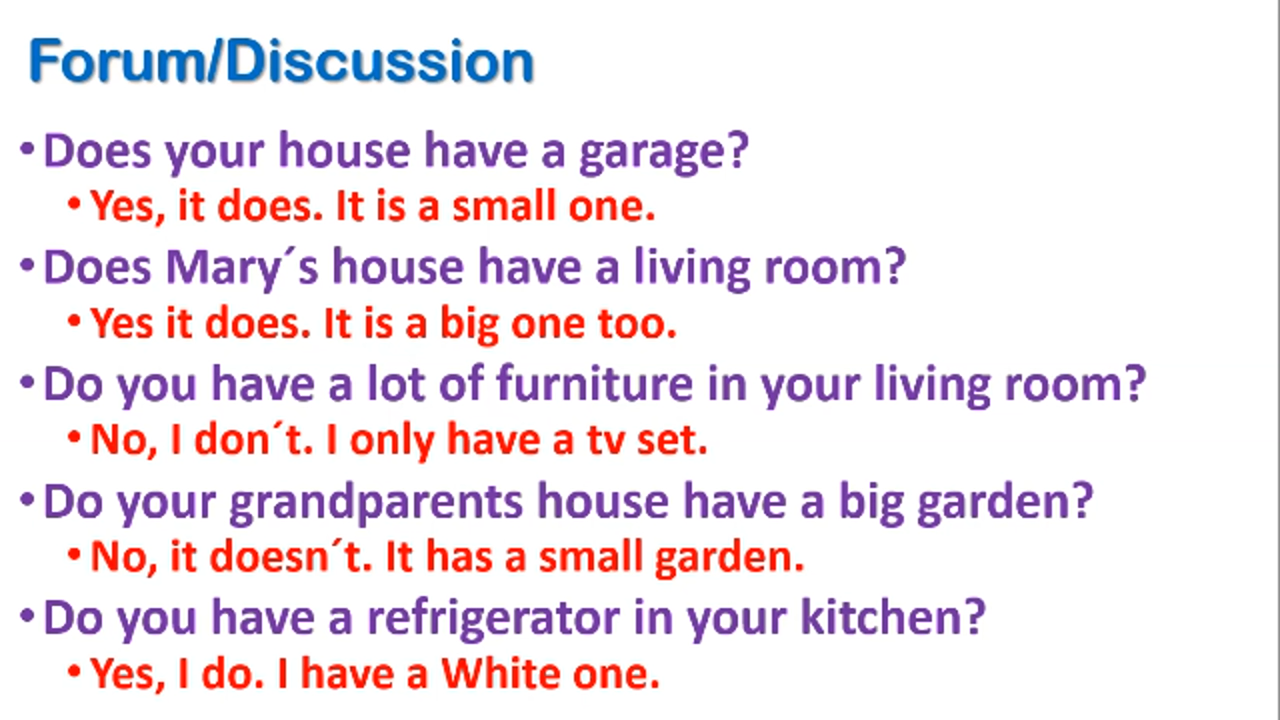 Forum/Discussion
• Does your house have a garage?
• Yes, it does. It is a small one.
• Does Mary´s house have a living room?
• Yes it does. It is a big one too.
• Do you have a lot of furniture in your living room?
• No, I don´t. I only have a tv set.
• Do your grandparents house have a big garden?
• No, it doesn´t. It has a small garden.
• Do you have a refrigerator in your kitchen?
• Yes, I do. I have a White one.